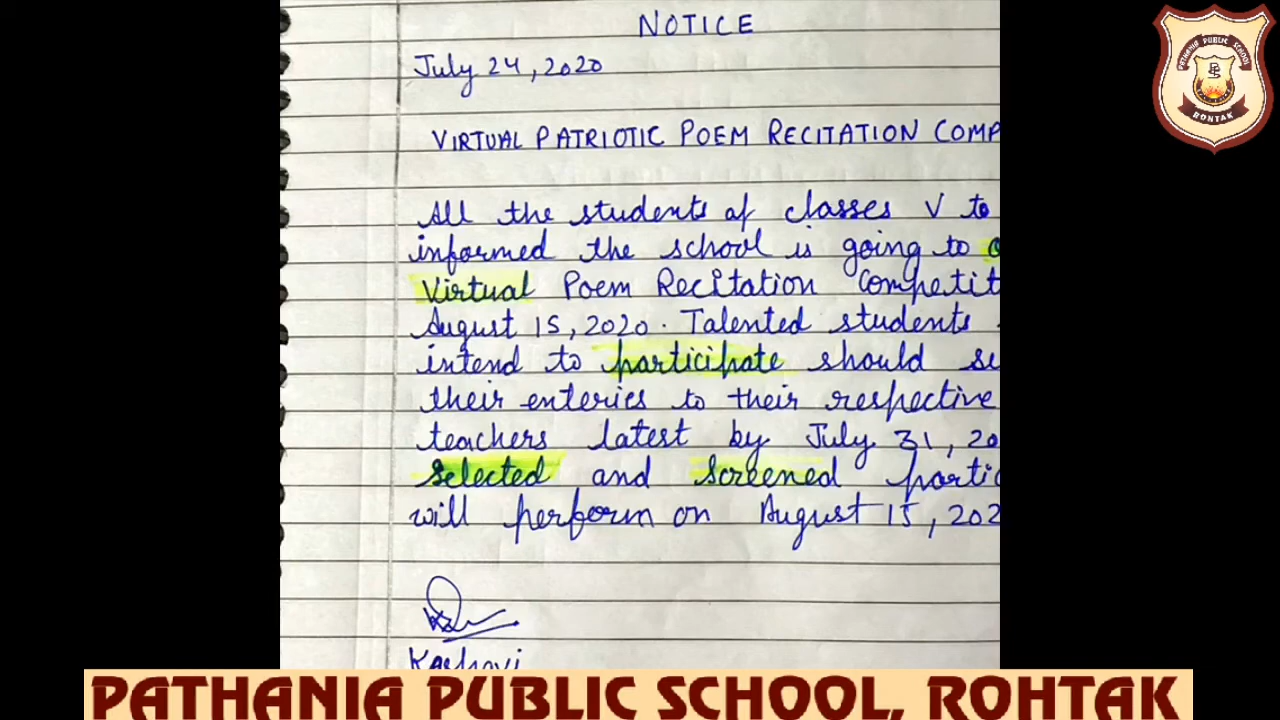 NOTICE
July 24, 2020
VIRTUAL PATRIOTIC POEM RECITATION COMP
All the students of classes V to
informed the school is going to
Virtual Poem Recitation Competit
August 15, 2020. Talented students
intend to participate should se
their enteries to their respective
teachers latest by July 31, 20
selected and screened partic
will perform on August 15, 202
PATHANIA PUBLIC SCHOOL
ROHTAK
PATHANIA PUBLIC SCHOOL, ROHTAK